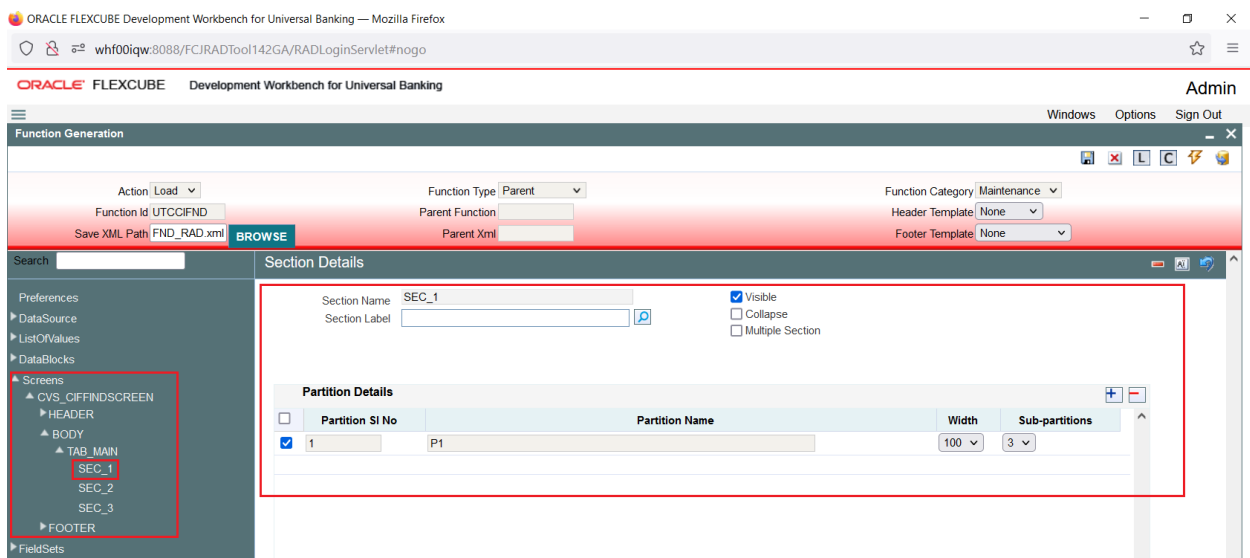 ORACLE FLEXCUBE Development Workbench for Universal Banking — Mozilla Firefox
whf00iqw:8088/FCJRADTool142GA/RADLoginServlet#nogo
ORACLE FLEXCUBE Development Workbench for Universal Banking Admin
Windows Options Sign Out
Function Generation
L C
Action Load Function Type Parent Function Category Maintenance
Function Id UTCCIFND Parent Function Header Template None
Save XML Path FND_RAD.xml BROWSE Parent Xml Footer Template None
Search Section Details
AI
Preferences
DataSource
ListOfValues
DataBlocks
Screens
CVS_CIFFINDSCREEN
HEADER
BODY
TAB_MAIN
SEC_1
SEC_2
SEC_3
FOOTER
FieldSets
Section Name SEC_1 Visible
Section Label Collapse
Multiple Section
Partition Details
Partition Sl No Partition Name Width Sub-partitions
1 P1 100 3